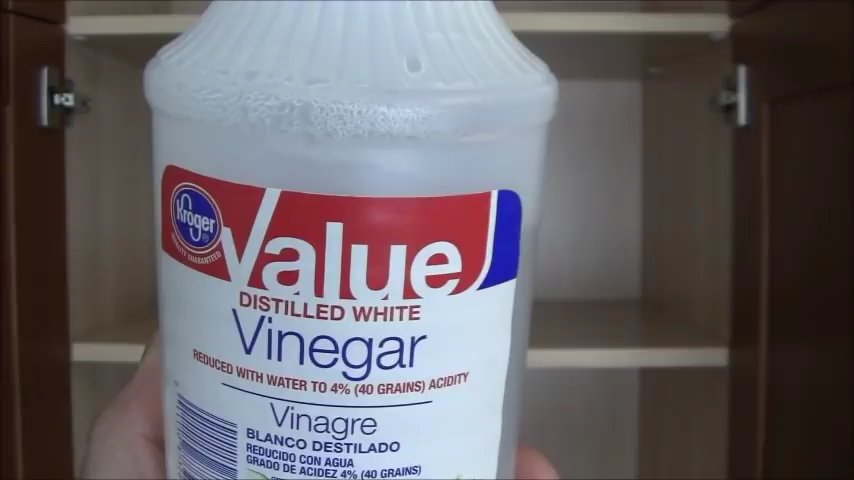 Kroger
QUALITY GUARANTEED
Value
DISTILLED WHITE
Vinegar
REDUCED WITH WATER TO 4% (40 GRAINS) ACIDITY
Vinagre
BLANCO DESTILADO
REDUCIDO CON AGUA
GRADO DE ACIDEZ 4% (40 GRAINS)